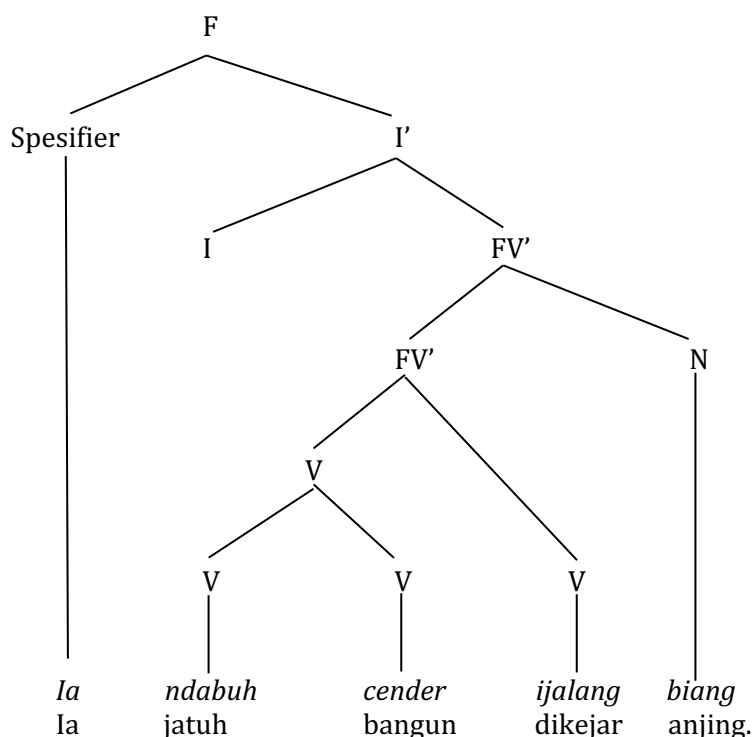 F
Spesifier I’
I FV’
FV’ N
V
V V V
Ia ndabuh cender ijalang biang
Ia jatuh bangun dikejar anjing.